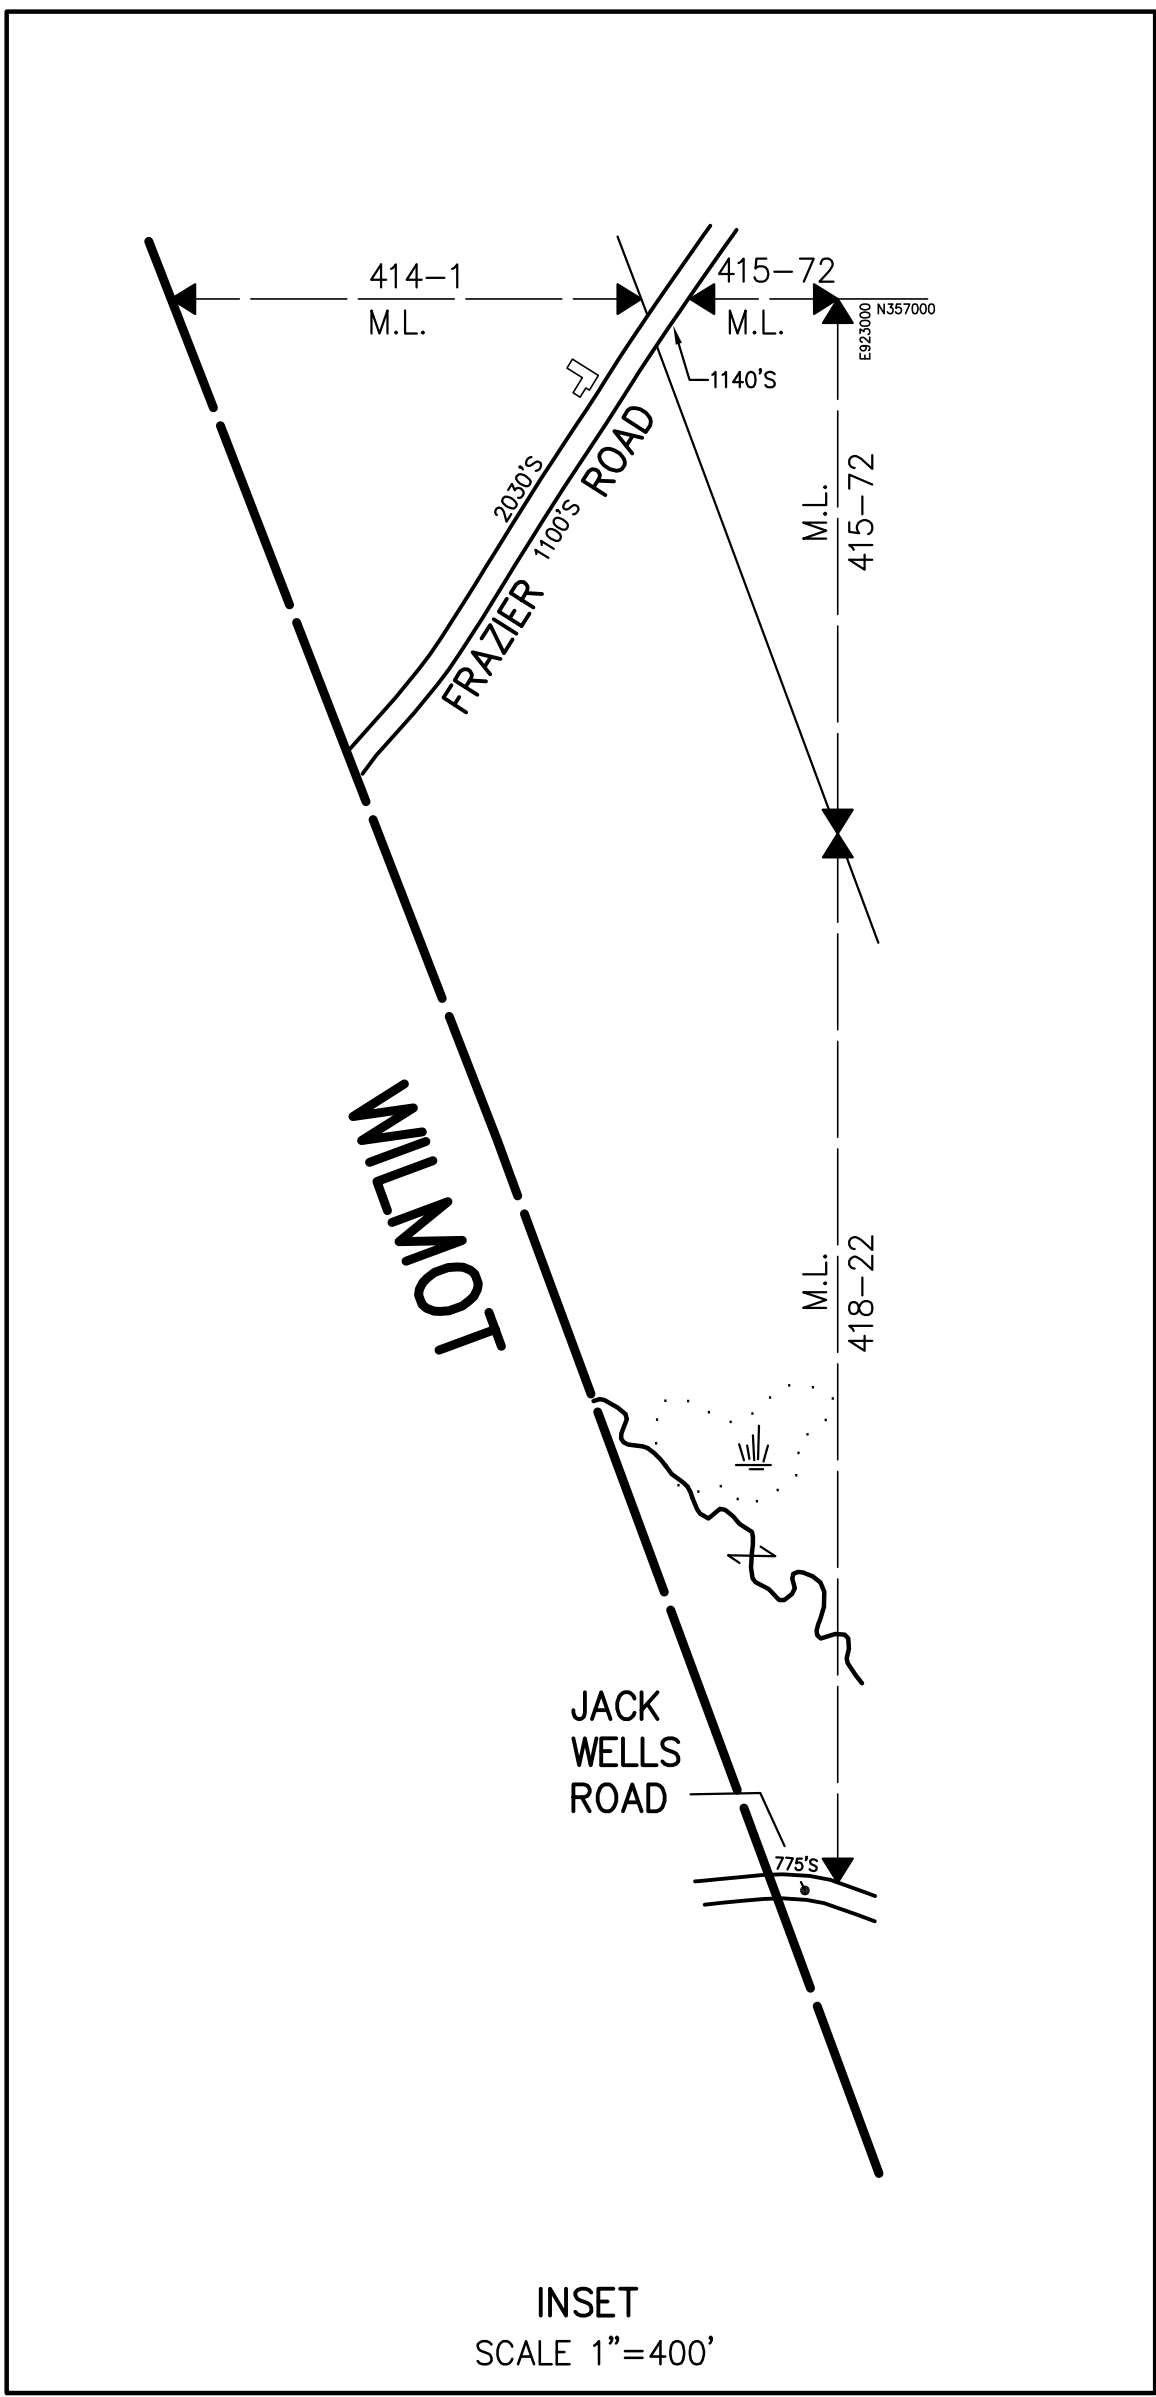 414-1
M.L.
415-72
M.L.
N357000
E923000
1140'S
2030'S
1100'S
FRAZIER ROAD
M.L.
415-72
WILMOT
M.L.
418-22
JACK
WELLS
ROAD
775'S
INSET
SCALE 1"=400'